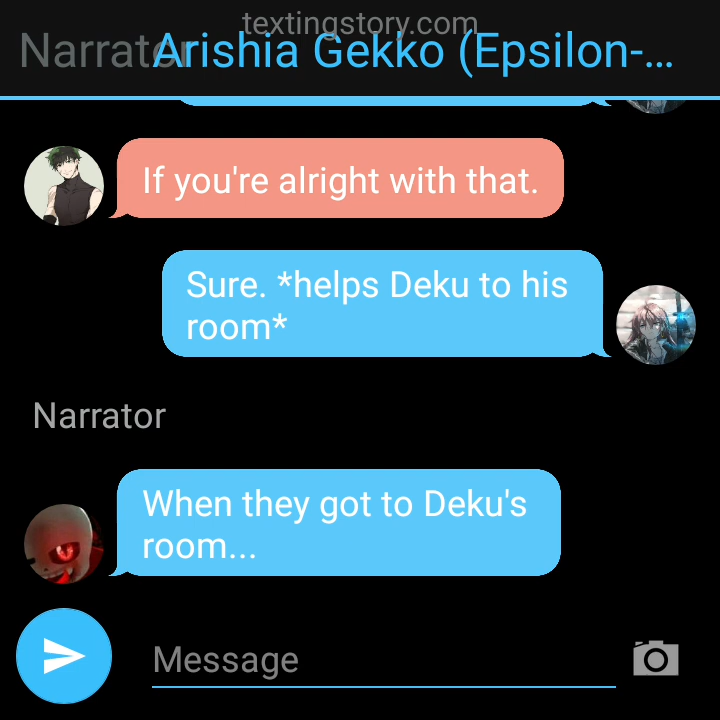 textingstory.com
Narrator
Arishia Gekko (Epsilon-...
If you're alright with that.
Sure. *helps Deku to his
room*
Narrator
When they got to Deku's
room...
Message